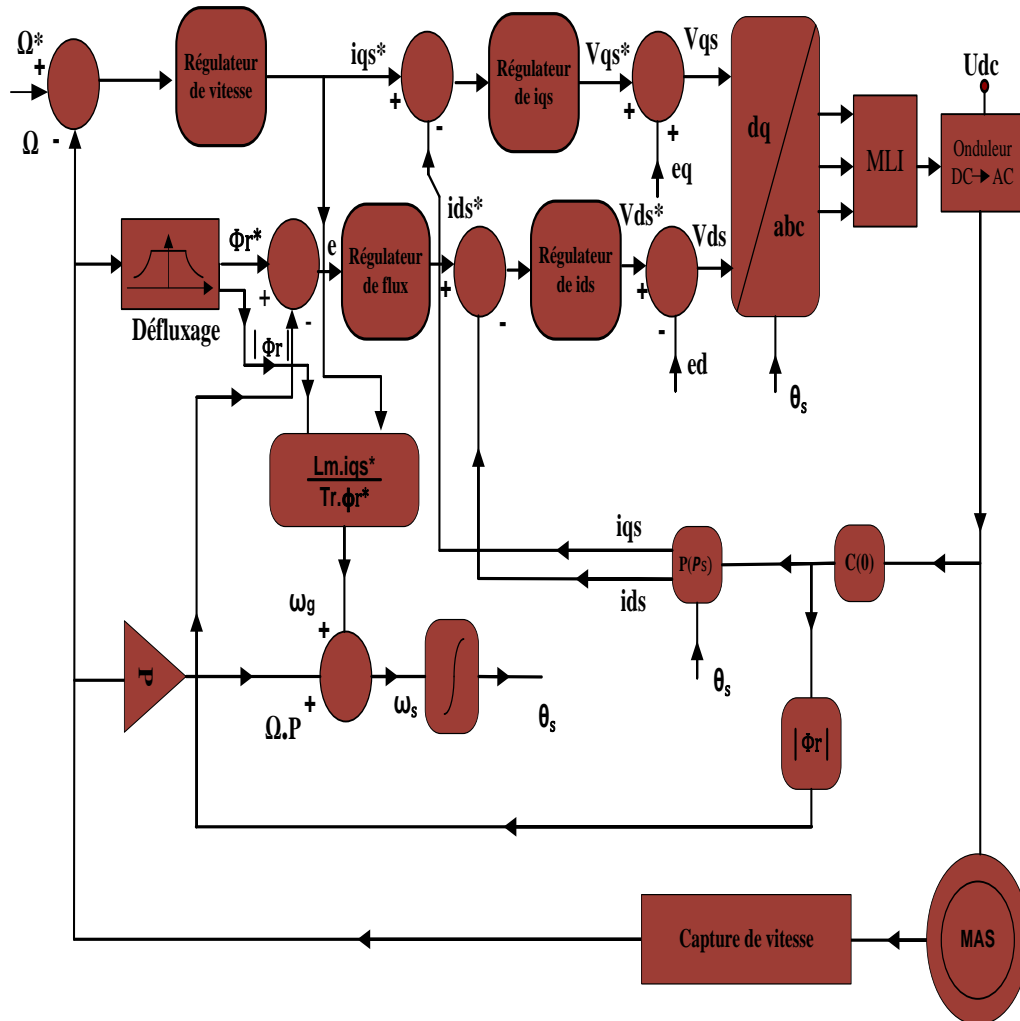 Ω*
+
-
Ω
Régulateur
de vitesse
iqs*
+
-
Régulateur
de iqs
Vqs*
+
+
eq
Vqs
dq
abc
MLI
Udc
Onduleur
DC→AC
Défluxage
Φr*
+
-
e
|Φr|
Régulateur
de flux
ids*
+
-
Régulateur
de ids
Vds*
+
-
ed
Vds
θs
Lm.iqs*
Tr.ϕr*
ωg
+
+
P
Ω.P
ωs
θs
iqs
ids
P(Ps)
θs
C(0)
|Φr|
Capture de vitesse
MAS